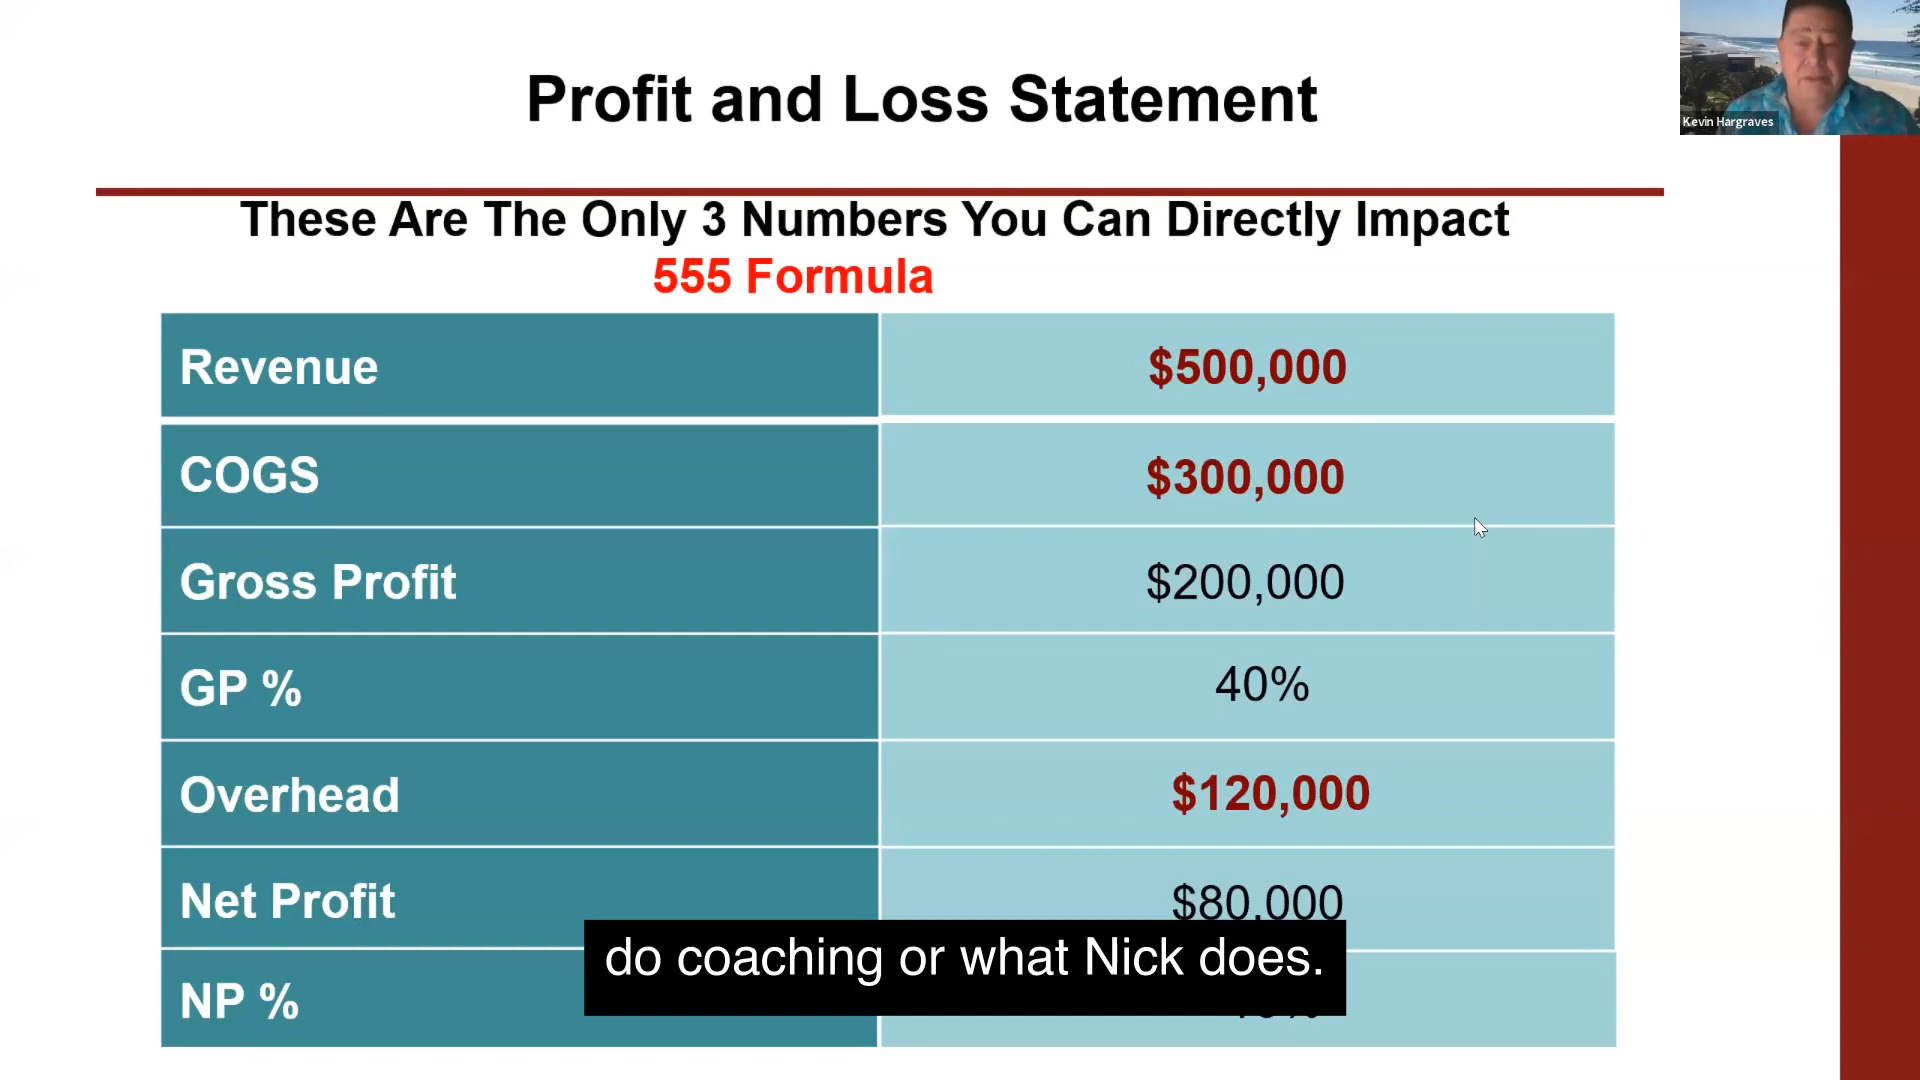 Profit and Loss Statement
Kevin Hargraves
These Are The Only 3 Numbers You Can Directly Impact
555 Formula
Revenue $500,000
COGS $300,000
Gross Profit $200,000
GP % 40%
Overhead $120,000
Net Profit $80,000
do coaching or what Nick does.
NP %